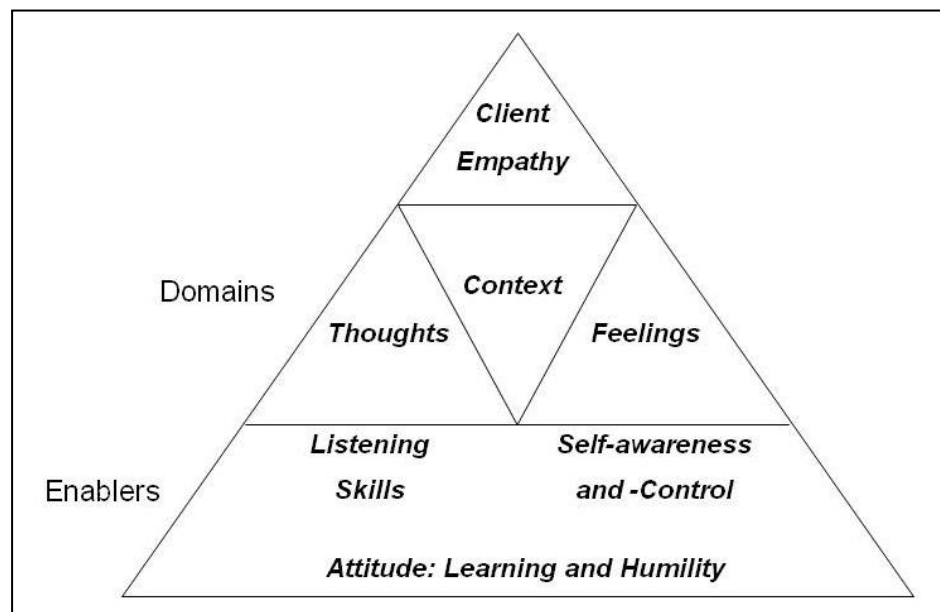 Client
Empathy
Domains
Context
Thoughts
Feelings
Enablers
Listening
Skills
Self-awareness
and -Control
Attitude: Learning and Humility